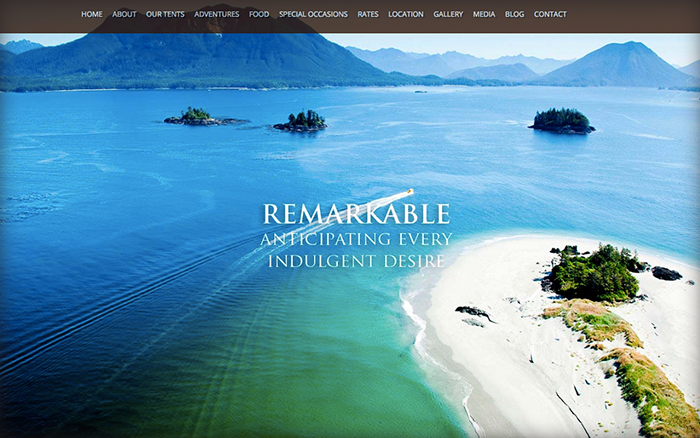 HOME ABOUT OUR TENTS ADVENTURES FOOD SPECIAL OCCASIONS RATES LOCATION GALLERY MEDIA BLOG CONTACT
REMARKABLE
ANTICIPATING EVERY
INDULGENT DESIRE